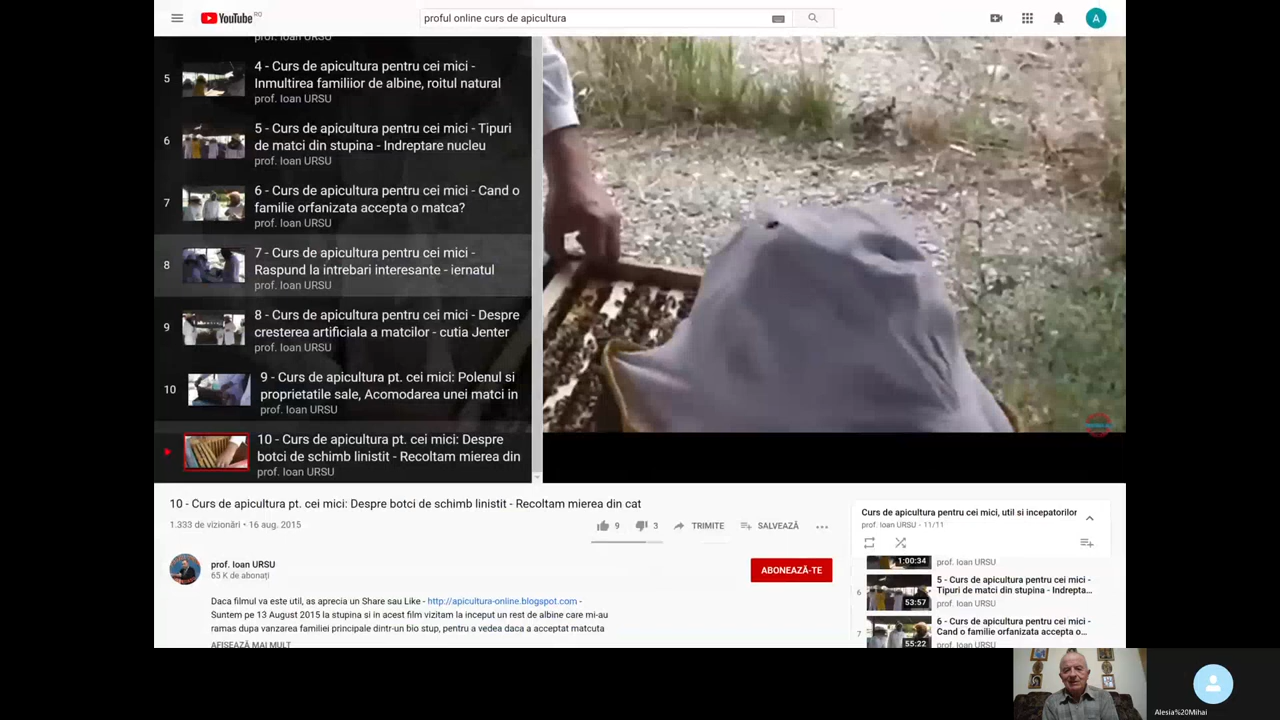 YouTube RO
proful online curs de apicultura
A
prof. Ioan URSU
5
4 - Curs de apicultura pentru cei mici -
Inmultirea familiilor de albine, roitul natural
prof. Ioan URSU
6
5 - Curs de apicultura pentru cei mici - Tipuri
de matci din stupina - Indreptare nucleu
prof. Ioan URSU
7
6 - Curs de apicultura pentru cei mici - Cand o
familie orfanizata accepta o matca?
prof. Ioan URSU
8
7 - Curs de apicultura pentru cei mici -
Raspund la intrebari interesante - iernatul
prof. Ioan URSU
9
8 - Curs de apicultura pentru cei mici - Despre
cresterea artificiala a matcilor - cutia Jenter
prof. Ioan URSU
10
9 - Curs de apicultura pt. cei mici: Polenul si
proprietatile sale, Acomodarea unei matci in
prof. Ioan URSU
10 - Curs de apicultura pt. cei mici: Despre
botci de schimb linistit - Recoltam mierea din
prof. Ioan URSU
10 - Curs de apicultura pt. cei mici: Despre botci de schimb linistit - Recoltam mierea din cat
1.333 de vizionări • 16 aug. 2015
9
3
TRIMITE
SALVEAZĂ
prof. Ioan URSU
65 K de abonați
ABONEAZĂ-TE
Daca filmul va este util, as aprecia un Share sau Like - http://apicultura-online.blogspot.com -
Suntem pe 13 August 2015 la stupina si in acest film vizitam la inceput un rest de albine care mi-au
ramas dupa vanzarea familiei principale dintr-un bio stup, pentru a vedea daca a acceptat matcuta
AFIȘEAZĂ MAI MULT
Curs de apicultura pentru cei mici, util si incepatorilor
prof. Ioan URSU - 11/11
1:00:34
prof. Ioan URSU
6
53:57
5 - Curs de apicultura pentru cei mici -
Tipuri de matci din stupina - Indrepta...
prof. Ioan URSU
7
55:22
6 - Curs de apicultura pentru cei mici -
Cand o familie orfanizata accepta o...
prof. Ioan URSU
Alesia%20Mihai